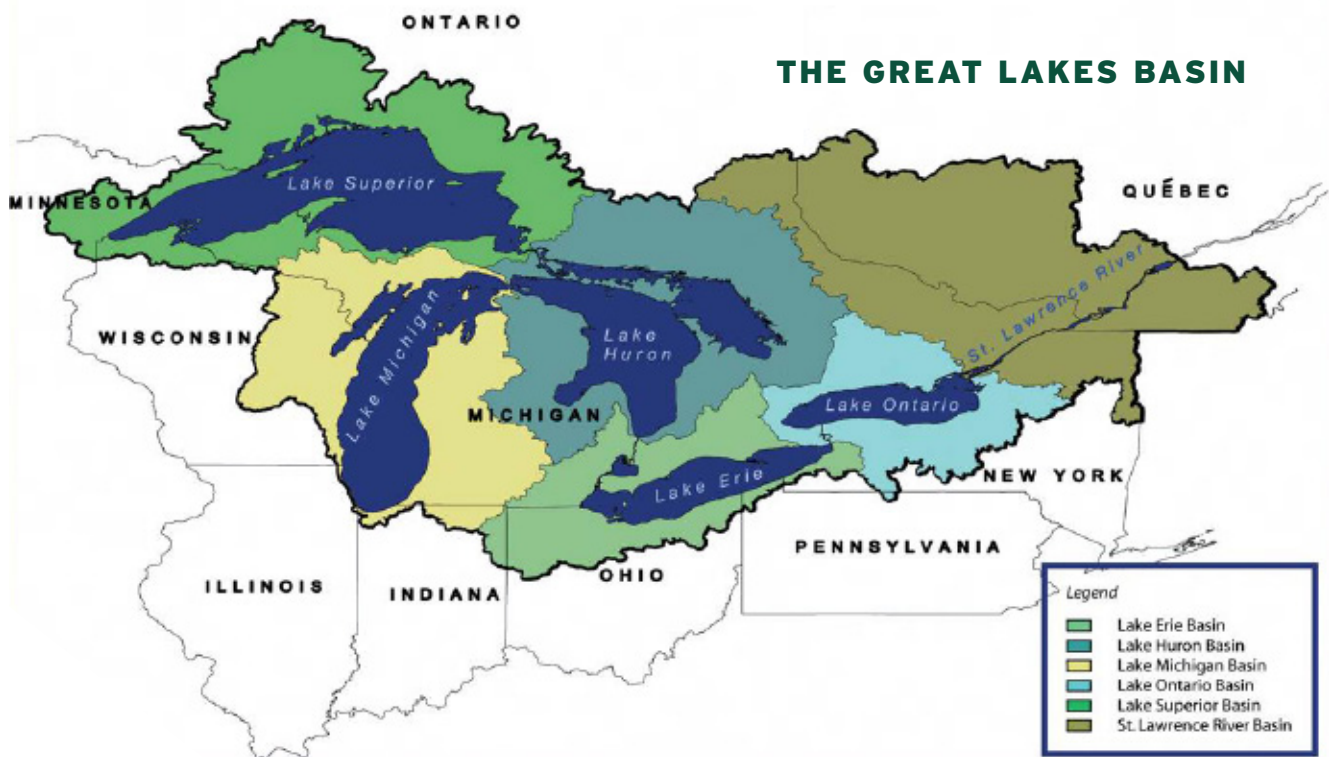 ONTARIO
THE GREAT LAKES BASIN
Lake Superior
MINNESOTA
QUÉBEC
St. Lawrence River
WISCONSIN
Lake Michigan
Lake
Huron
MICHIGAN
Lake Ontario
Lake Erie
NEW YORK
PENNSYLVANIA
ILLINOIS
INDIANA
OHIO
Legend
Lake Erie Basin
Lake Huron Basin
Lake Michigan Basin
Lake Ontario Basin
Lake Superior Basin
St. Lawrence River Basin